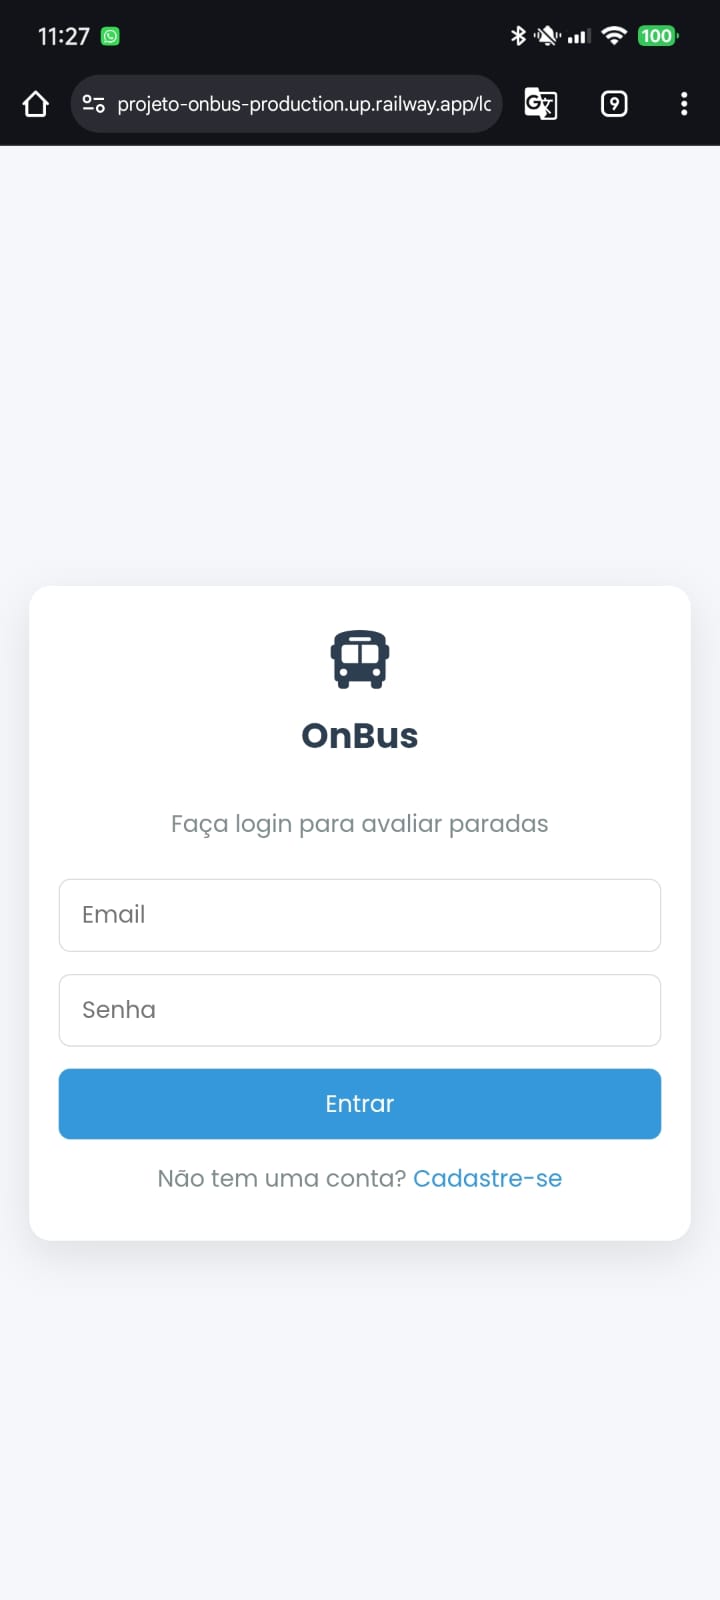 11:27
100
projeto-onbus-production.up.railway.app/lo
9
OnBus
Faça login para avaliar paradas
Email
Senha
Entrar
Não tem uma conta? Cadastre-se